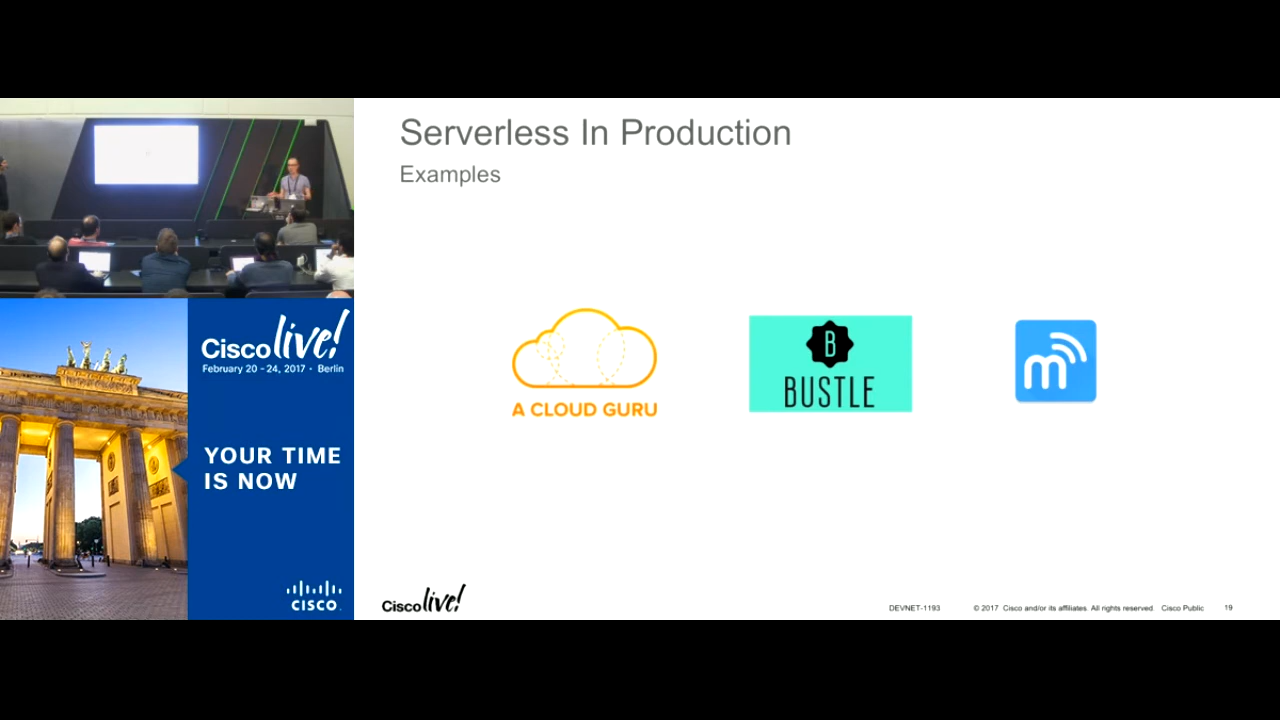 Serverless In Production
Examples
A CLOUD GURU
B
BUSTLE
m
Cisco live!
February 20 - 24, 2017 • Berlin
YOUR TIME
IS NOW
CISCO.
Cisco live!
DEVNET-1193 © 2017 Cisco and/or its affiliates. All rights reserved. Cisco Public 19